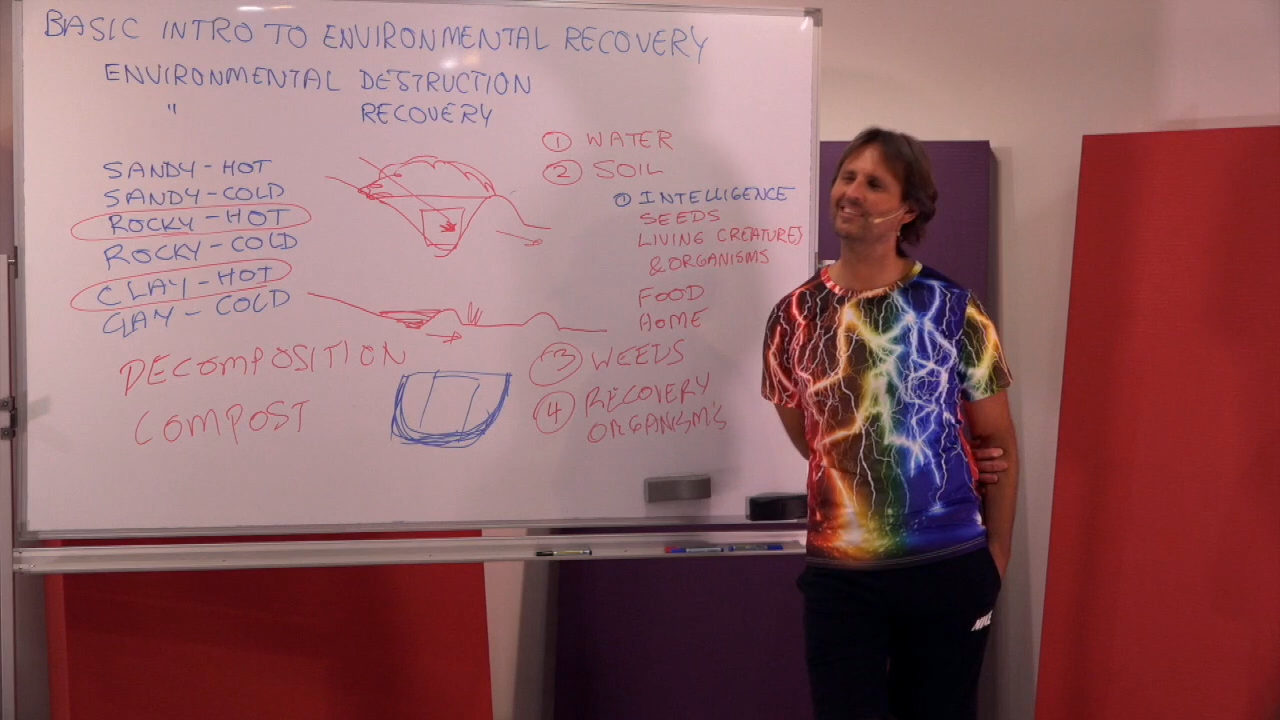 BASIC INTRO TO ENVIRONMENTAL RECOVERY
ENVIRONMENTAL DESTRUCTION
" RECOVERY
SANDY-HOT
SANDY-COLD
ROCKY-HOT
ROCKY-COLD
CLAY-HOT
CLAY-COLD
DECOMPOSITION
COMPOST
① WATER
② SOIL
① INTELLIGENCE
SEEDS
LIVING CREATURES
& ORGANISMS
FOOD
HOME
③ WEEDS
④ RECOVERY
ORGANISM'S
NIKE